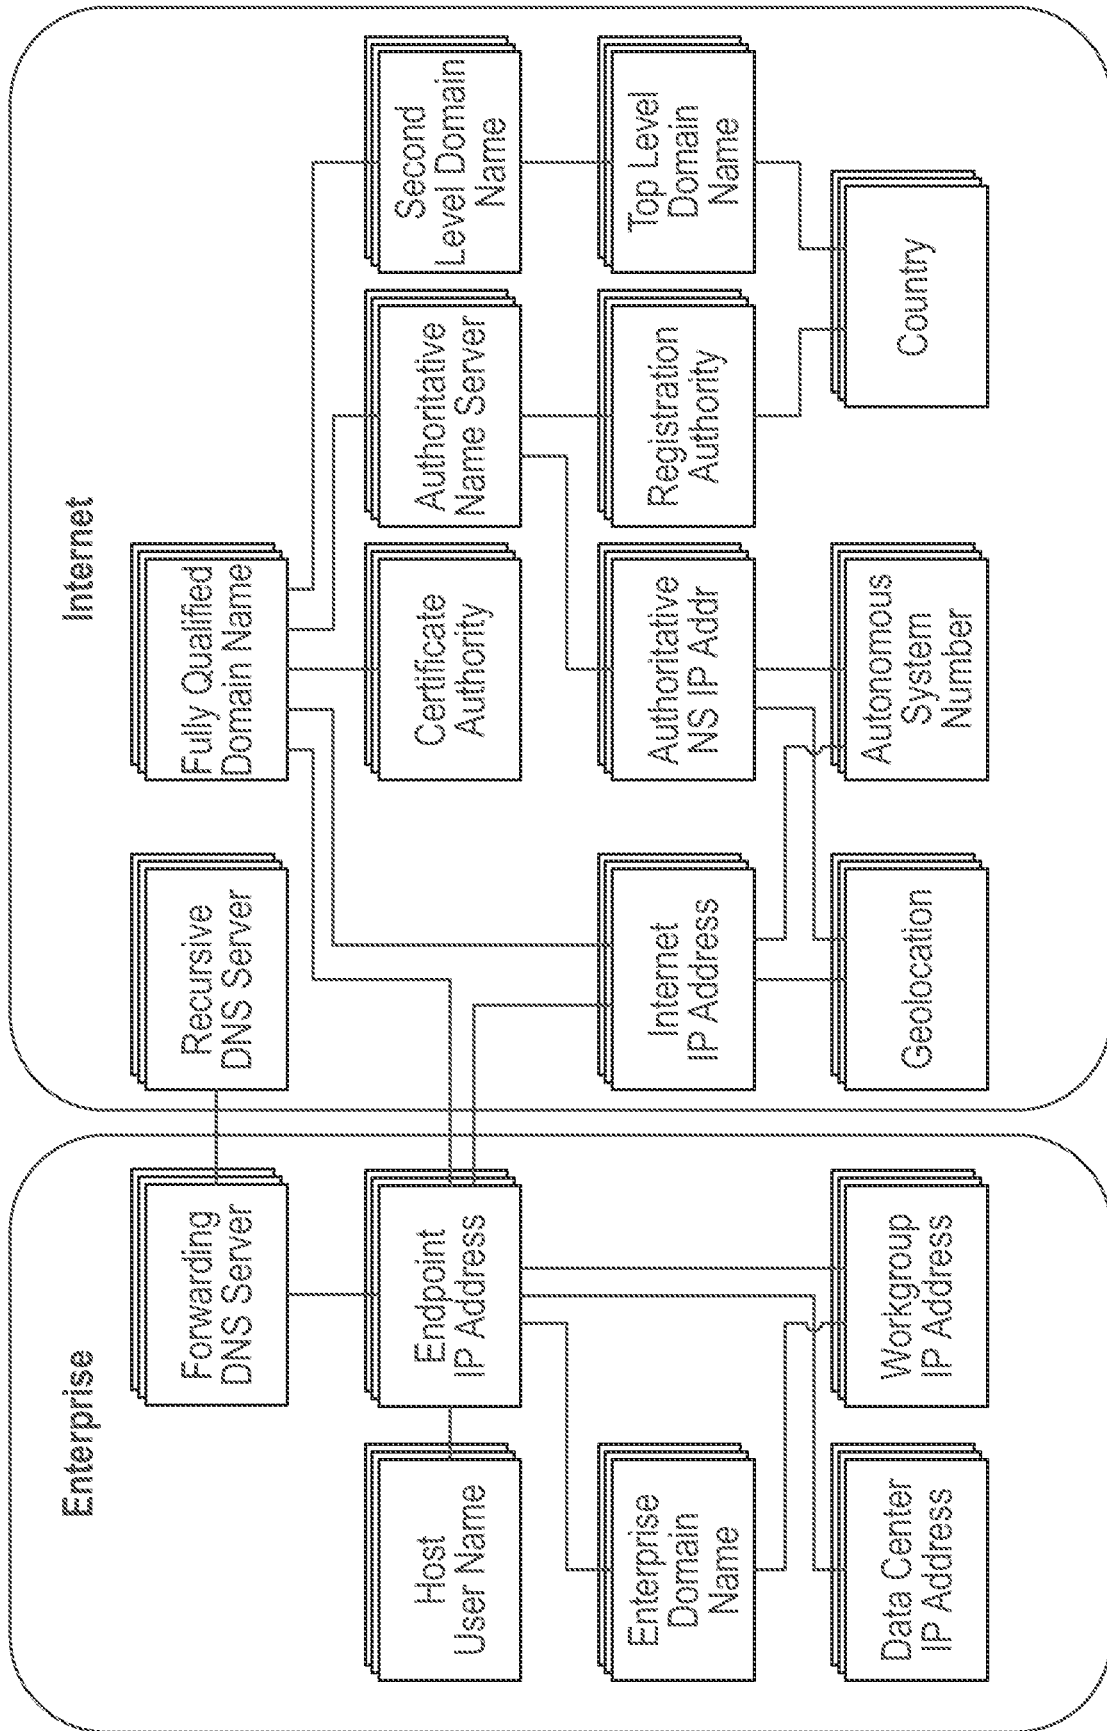 Enterprise
Forwarding
DNS Server
Host
User Name
Endpoint
IP Address
Enterprise
Domain
Name
Data Center
IP Address
Workgroup
IP Address
Internet
Recursive
DNS Server
Fully Qualified
Domain Name
Certificate
Authority
Authoritative
Name Server
Second
Level Domain
Name
Internet
IP Address
Authoritative
NS IP Addr
Registration
Authority
Top Level
Domain
Name
Geolocation
Autonomous
System
Number
Country